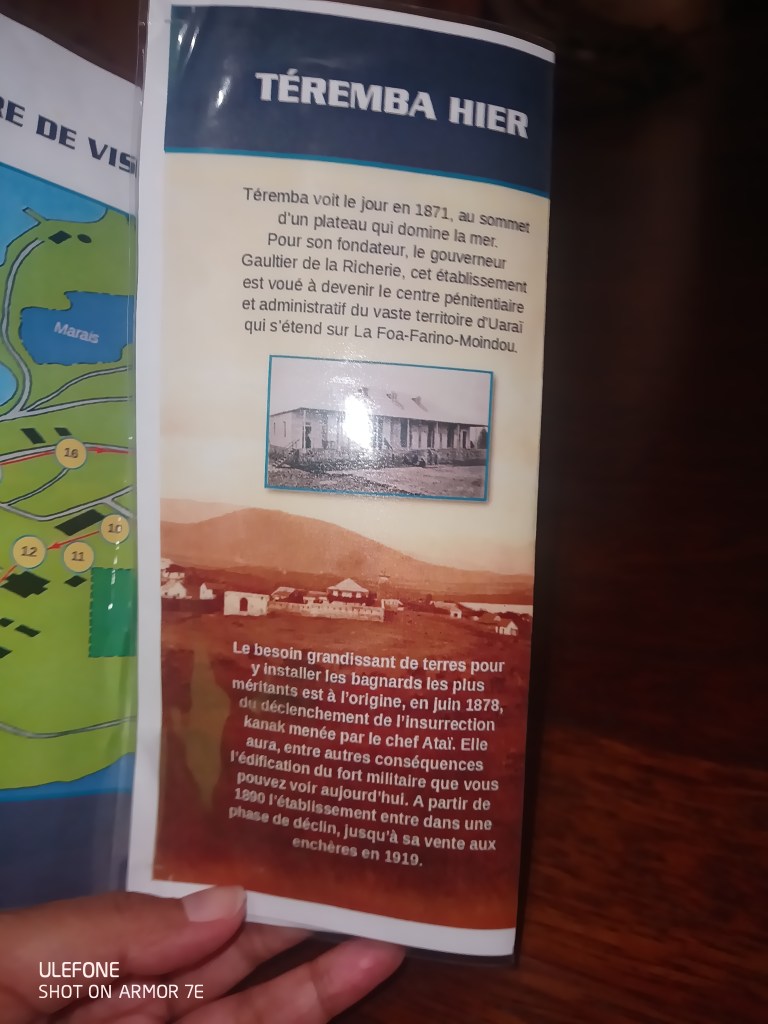 RE DE VIS
Marais
16
10
12
11
TÉREMBA HIER
Téremba voit le jour en 1871, au sommet
d'un plateau qui domine la mer.
Pour son fondateur, le gouverneur
Gaultier de la Richerie, cet établissement
est voué à devenir le centre pénitentiaire
et administratif du vaste territoire d'Uaraï
qui s'étend sur La Foa-Farino-Moindou.
Le besoin grandissant de terres pour
y installer les bagnards les plus
méritants est à l'origine, en juin 1878,
du déclenchement de l'insurrection
kanak menée par le chef Ataï. Elle
aura, entre autres conséquences
l'édification du fort militaire que vous
pouvez voir aujourd'hui. A partir de
1890 l'établissement entre dans une
phase de déclin, jusqu'à sa vente aux
enchères en 1919.
ULEFONE
SHOT ON ARMOR 7E